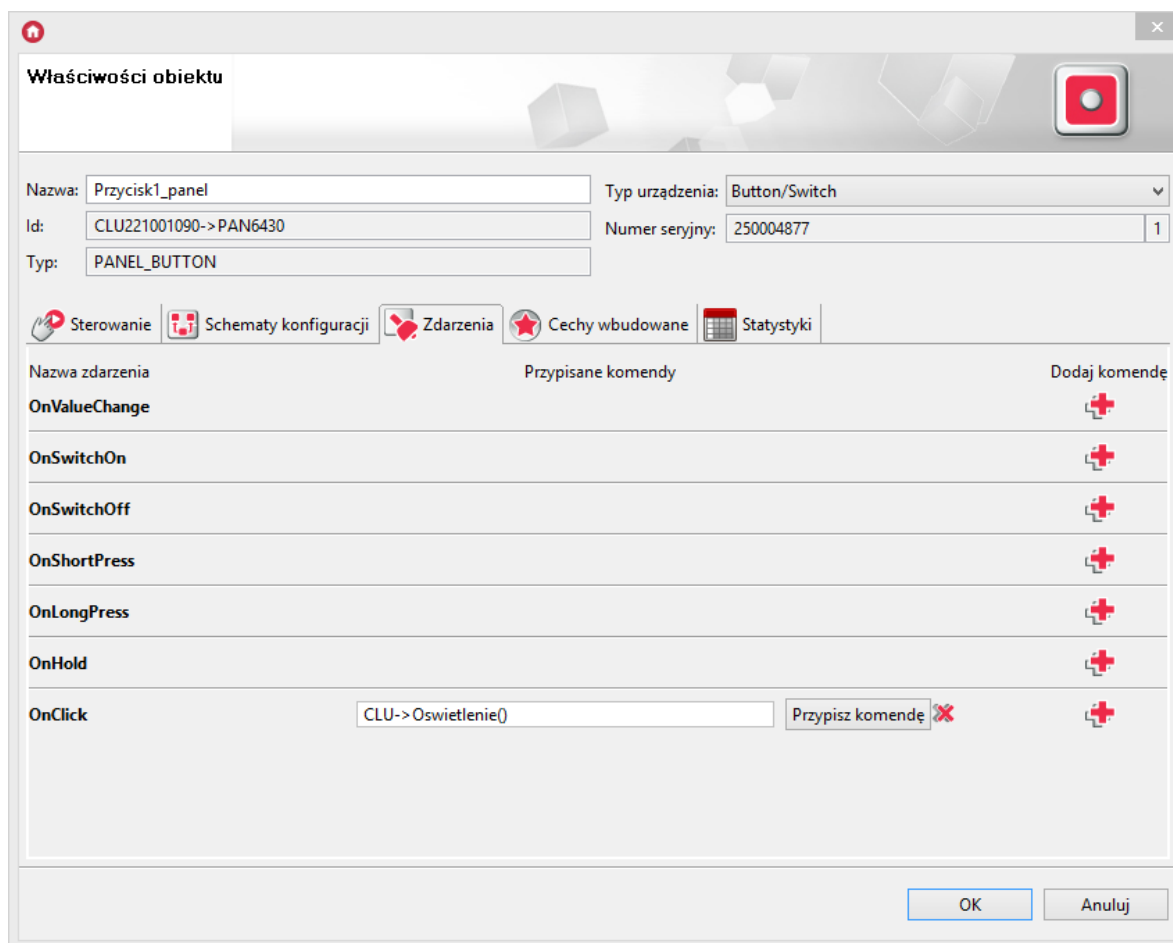 Właściwości obiektu
Nazwa: Przycisk1_panel Typ urządzenia: Button/Switch
Id: CLU221001090->PAN6430 Numer seryjny: 250004877 1
Typ: PANEL_BUTTON
Sterowanie Schematy konfiguracji Zdarzenia Cechy wbudowane Statystyki
Nazwa zdarzenia Przypisane komendy Dodaj komendę
OnValueChange
OnSwitchOn
OnSwitchOff
OnShortPress
OnLongPress
OnHold
OnClick CLU->Oswietlenie() Przypisz komendę
OK Anuluj